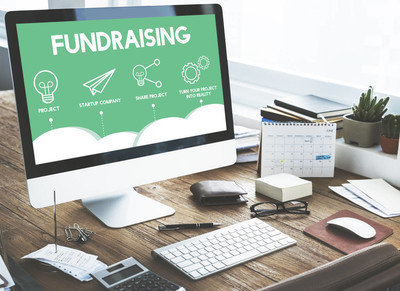 FUNDRAISING
PROJECT
STARTUP COMPANY
SHARE PROJECT
TURN YOUR PROJECT
INTO REALITY